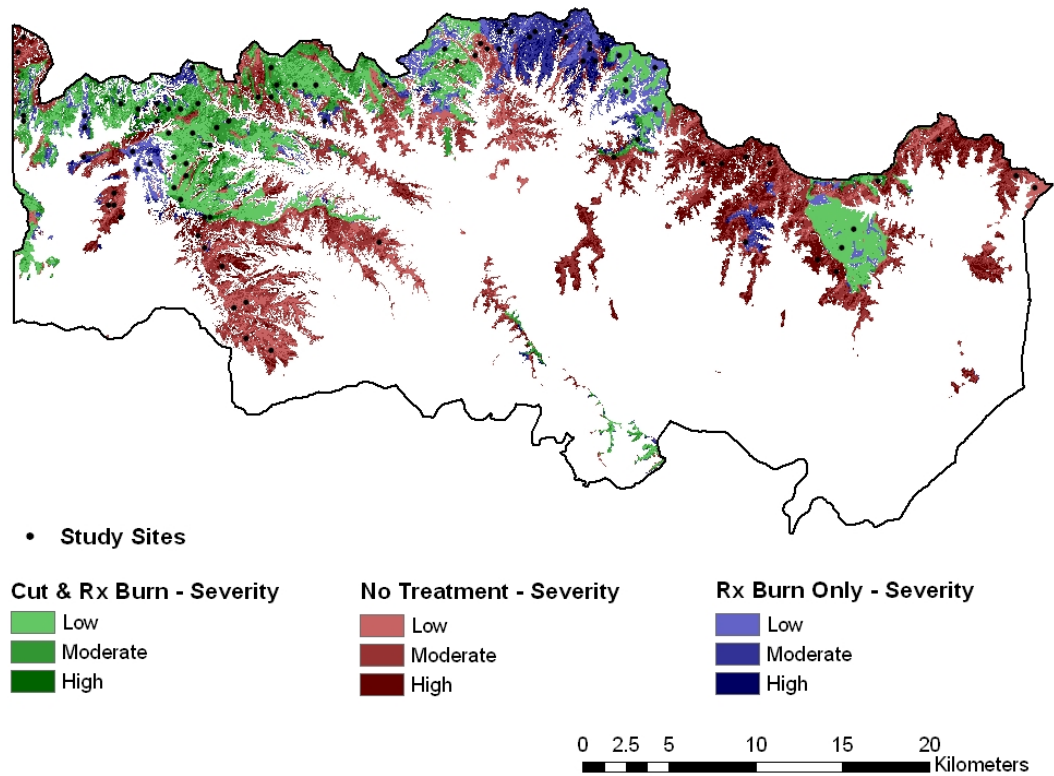 Study Sites
Cut & Rx Burn - Severity
Low
Moderate
High
No Treatment - Severity
Low
Moderate
High
Rx Burn Only - Severity
Low
Moderate
High
0 2.5 5 10 15 20
Kilometers